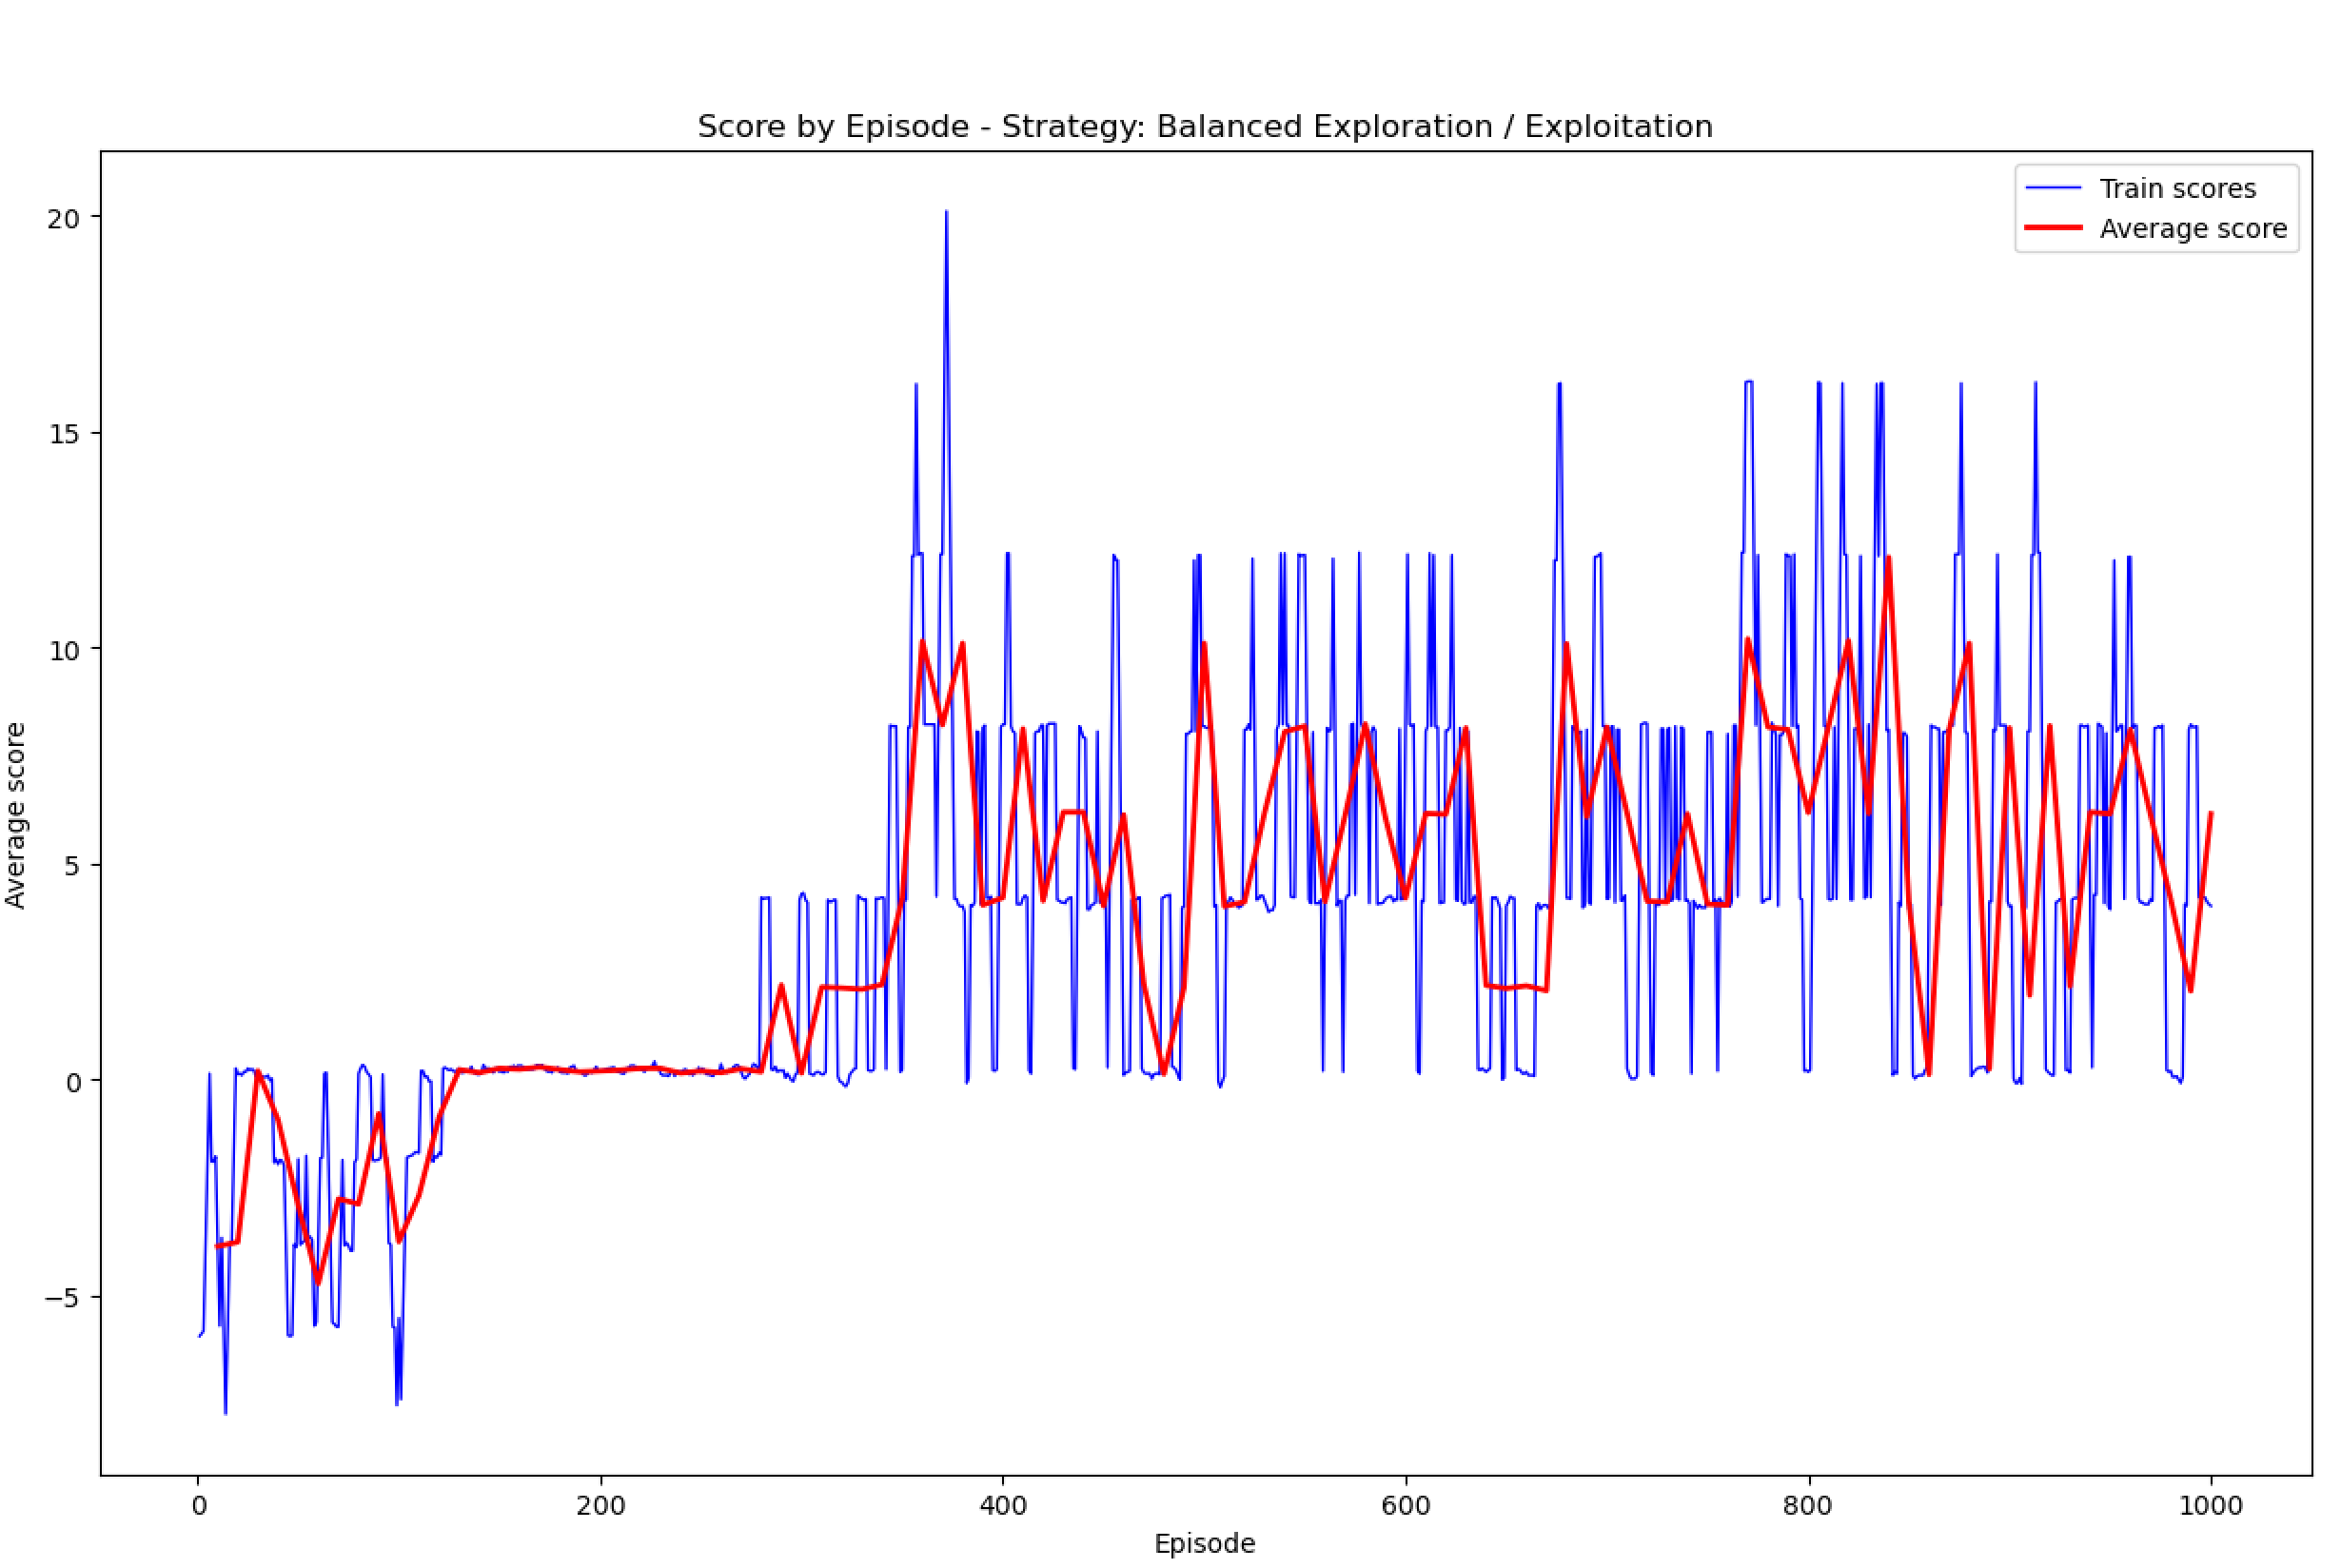 Score by Episode - Strategy: Balanced Exploration / Exploitation
Train scores
Average score
20
15
10
5
0
−5
Average score
0 200 400 600 800 1000
Episode